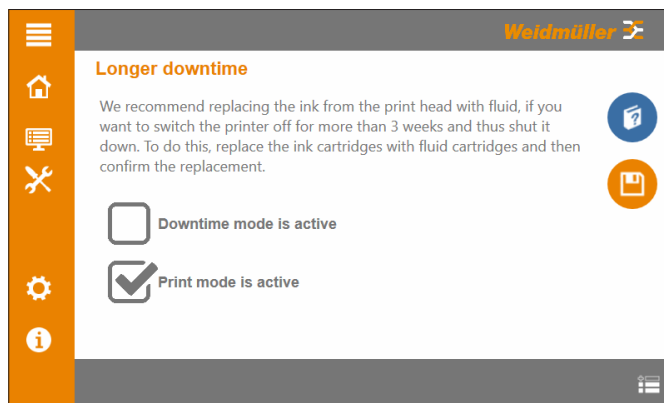 Weidmüller
Longer downtime
We recommend replacing the ink from the print head with fluid, if you
want to switch the printer off for more than 3 weeks and thus shut it
down. To do this, replace the ink cartridges with fluid cartridges and then
confirm the replacement.
Downtime mode is active
Print mode is active